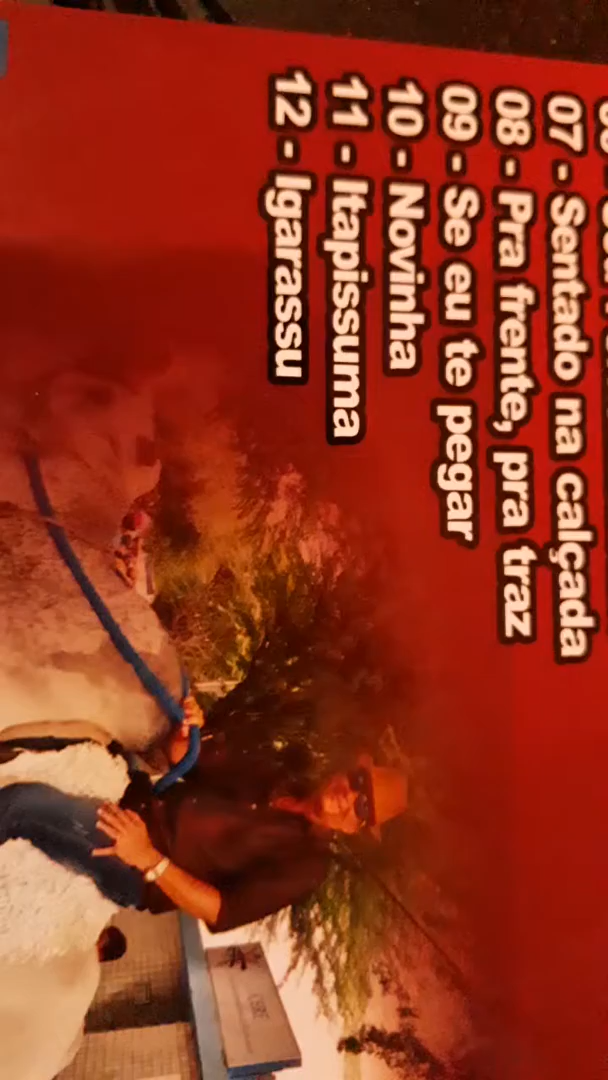 07 - Sentado na calçada
08 - Pra frente, pra traz
09 - Se eu te pegar
10 - Novinha
11 - Itapissuma
12 - Igarassu